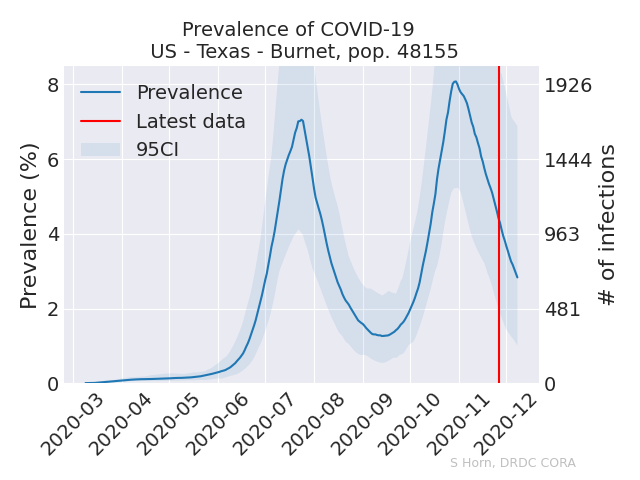 Prevalence of COVID-19
US - Texas - Burnet, pop. 48155
Prevalence
Latest data
95CI
Prevalence (%)
8
6
4
2
0
1926
1444
963
481
0
# of infections
2020-03
2020-04
2020-05
2020-06
2020-07
2020-08
2020-09
2020-10
2020-11
2020-12
S Horn, DRDC CORA